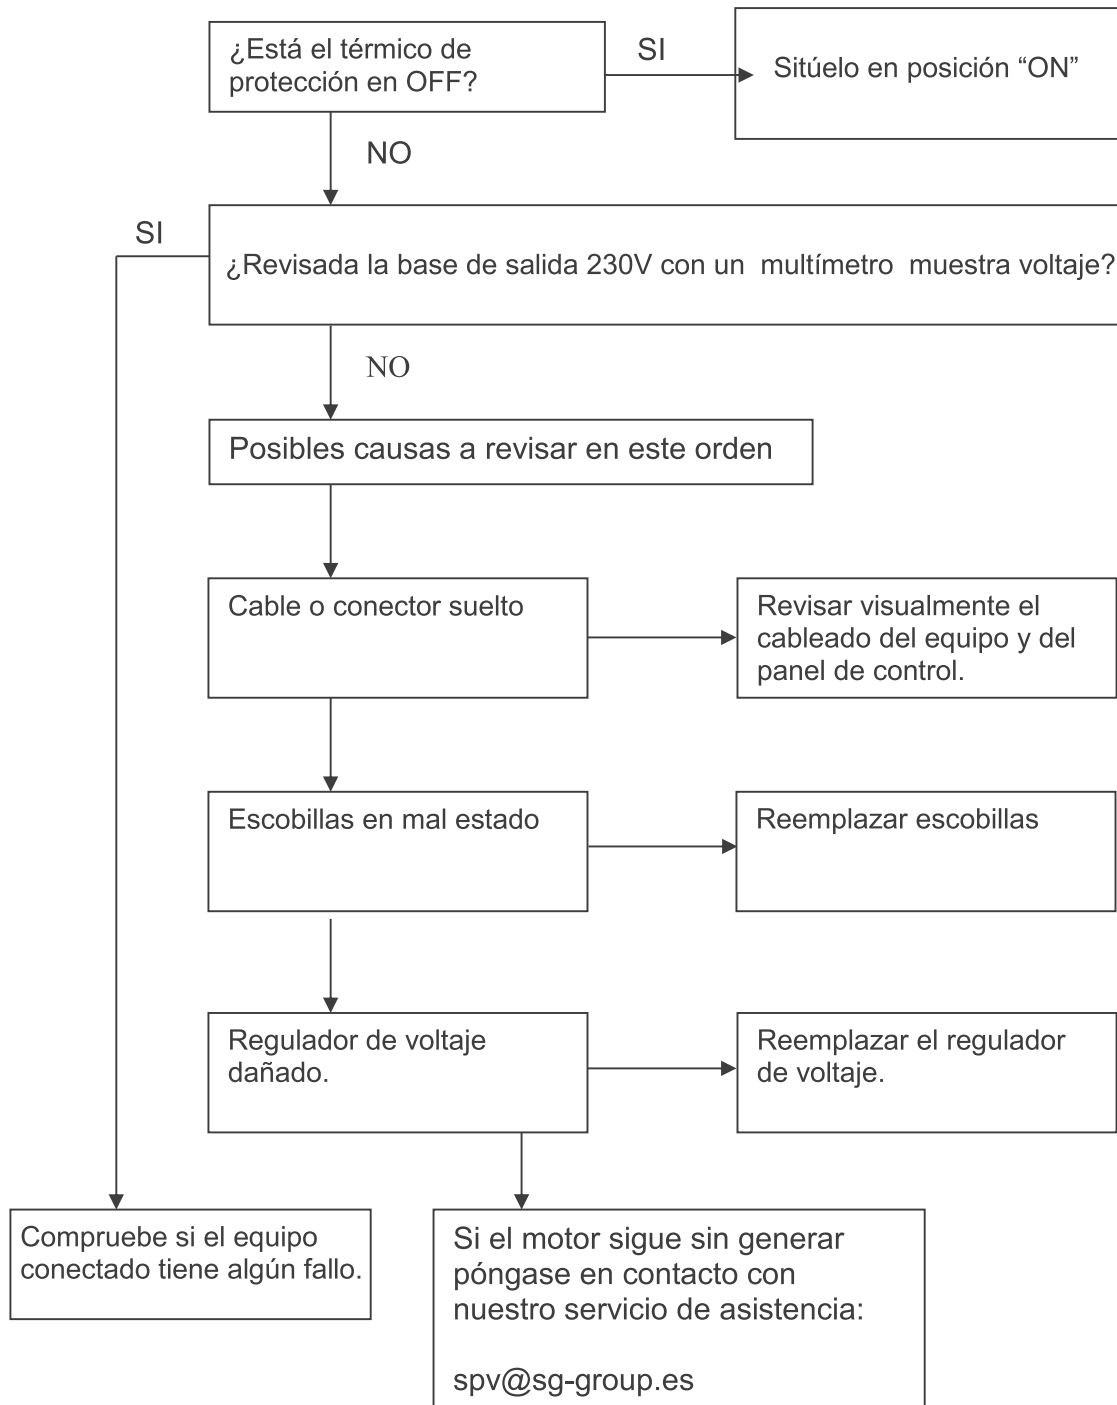 ¿Está el térmico de
protección en OFF?
SI
Sitúelo en posición “ON”
NO
SI
¿Revisada la base de salida 230V con un multímetro muestra voltaje?
NO
Posibles causas a revisar en este orden
Cable o conector suelto
Revisar visualmente el
cableado del equipo y del
panel de control.
Escobillas en mal estado
Reemplazar escobillas
Regulador de voltaje
dañado.
Reemplazar el regulador
de voltaje.
Compruebe si el equipo
conectado tiene algún fallo.
Si el motor sigue sin generar
póngase en contacto con
nuestro servicio de asistencia:
spv@sg-group.es